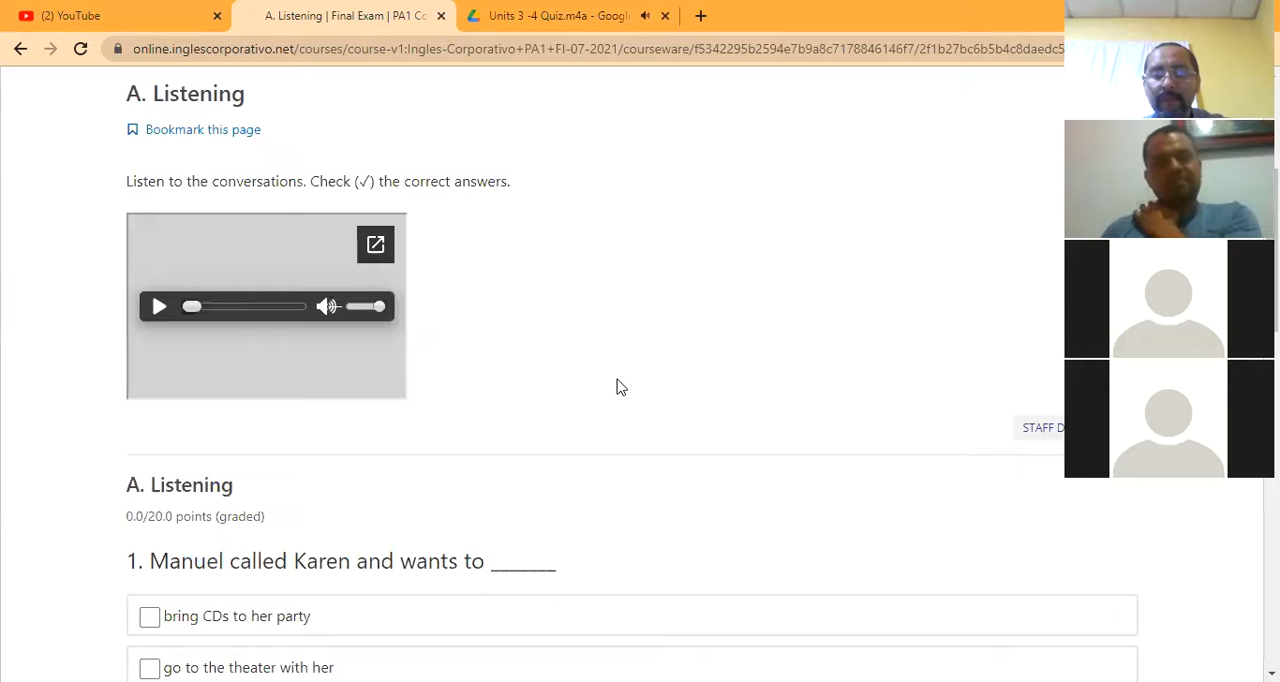 (2) YouTube
A. Listening | Final Exam | PA1 Co
Units 3 -4 Quiz.m4a - Google
online.inglescorporativo.net/courses/course-v1:Ingles-Corporativo+PA1+FI-07-2021/courseware/f5342295b2594e7b9a8c7178846146f7/2f1b27bc6b5b4c8daedc5
A. Listening
Bookmark this page
Listen to the conversations. Check (✓) the correct answers.
STAFF D
A. Listening
0.0/20.0 points (graded)
1. Manuel called Karen and wants to _______
bring CDs to her party
go to the theater with her